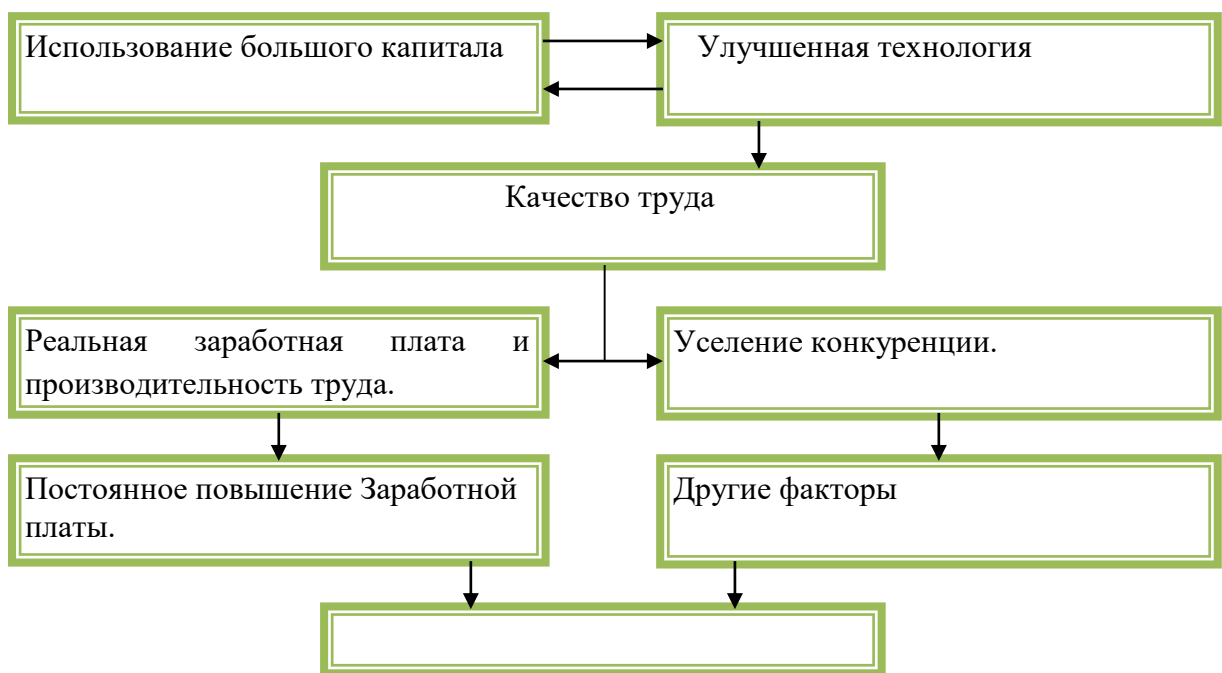 Использование большого капитала
Улучшенная технология
Качество труда
Реальная заработная плата и
производительность труда.
Уселение конкуренции.
Постоянное повышение Заработной
платы.
Другие факторы